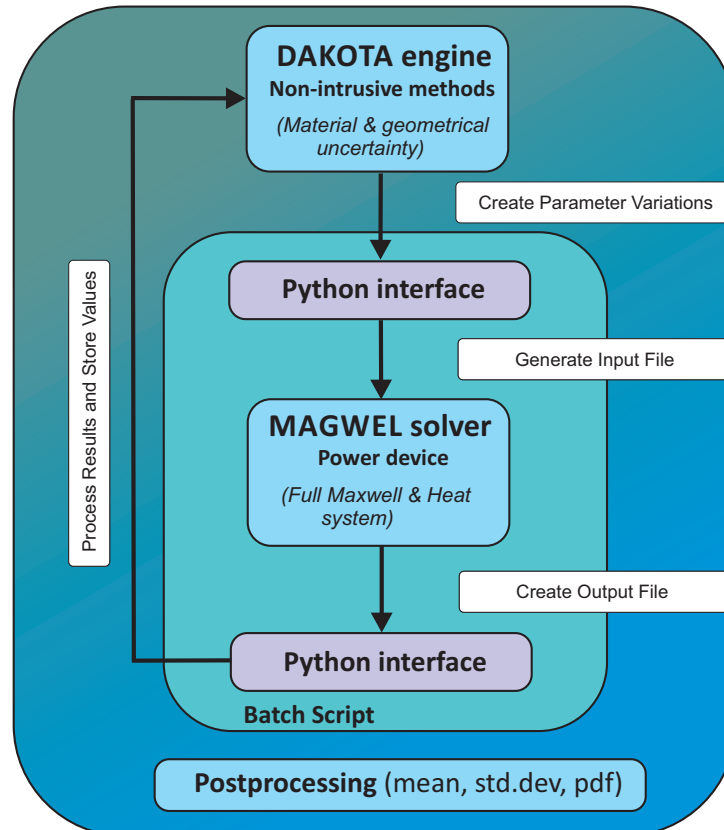 DAKOTA engine
Non-intrusive methods
(Material & geometrical
uncertainty)
Create Parameter Variations
Python interface
Generate Input File
MAGWEL solver
Power device
(Full Maxwell & Heat
system)
Process Results and Store Values
Create Output File
Python interface
Batch Script
Postprocessing (mean, std.dev, pdf)